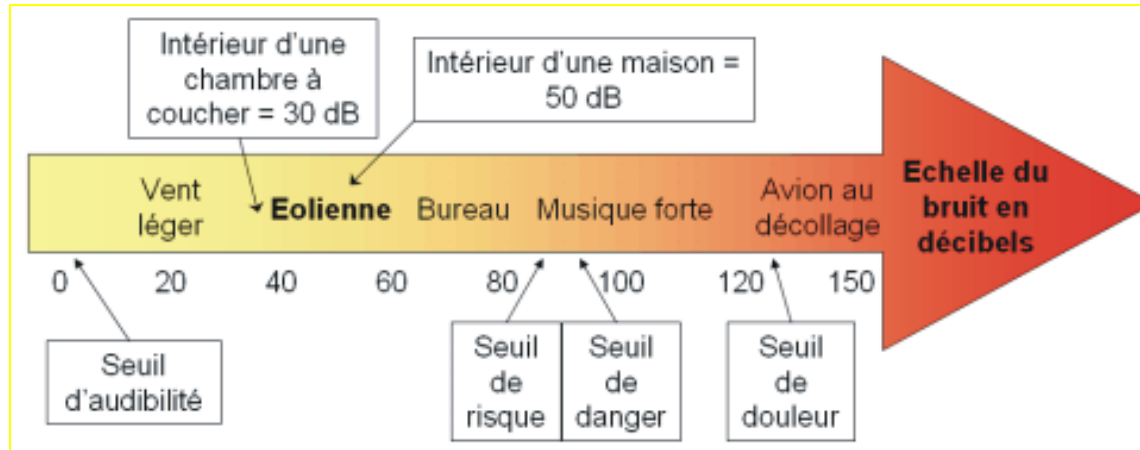 Intérieur d'une
chambre à
coucher = 30 dB
Intérieur d'une maison =
50 dB
Vent
léger
Eolienne
Bureau
Musique forte
Avion au
décollage
Echelle du
bruit en
décibels
0 20 40 60 80 100 120 150
Seuil
d'audibilité
Seuil
de
risque
Seuil
de
danger
Seuil
de
douleur